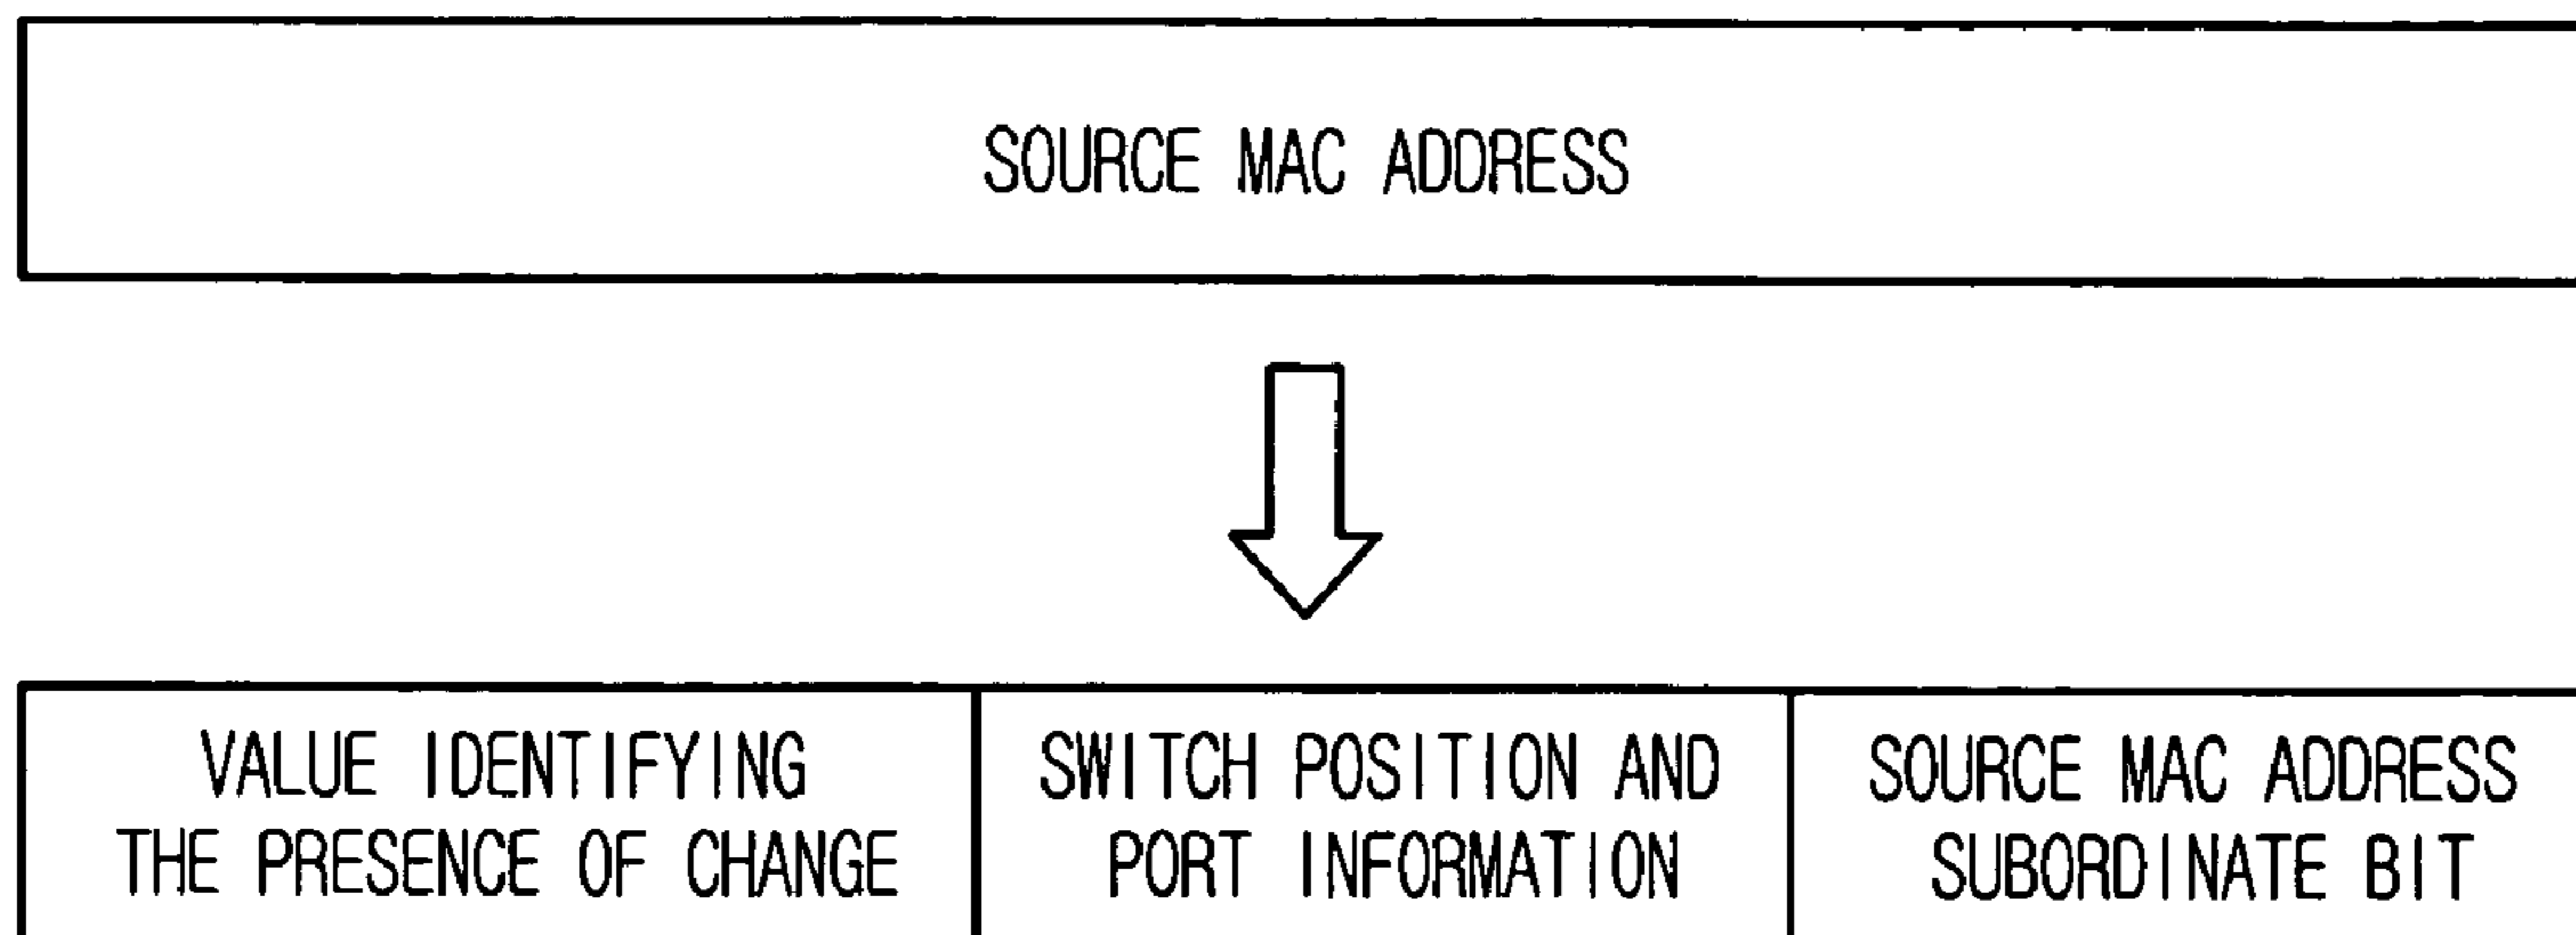 SOURCE MAC ADDRESS
VALUE IDENTIFYING
THE PRESENCE OF CHANGE
SWITCH POSITION AND
PORT INFORMATION
SOURCE MAC ADDRESS
SUBORDINATE BIT